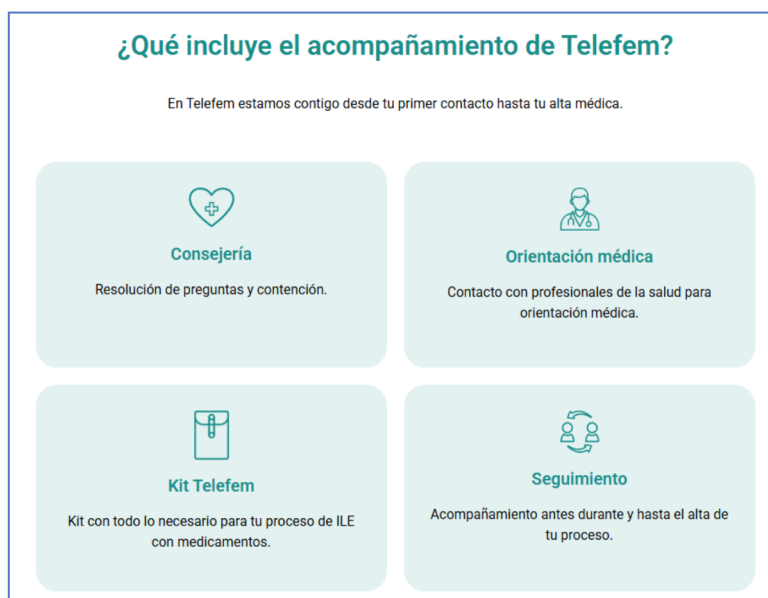 ¿Qué incluye el acompañamiento de Telefem?
En Telefem estamos contigo desde tu primer contacto hasta tu alta médica.
Consejería
Resolución de preguntas y contención.
Orientación médica
Contacto con profesionales de la salud para
orientación médica.
Kit Telefem
Kit con todo lo necesario para tu proceso de ILE
con medicamentos.
Seguimiento
Acompañamiento antes durante y hasta el alta de
tu proceso.